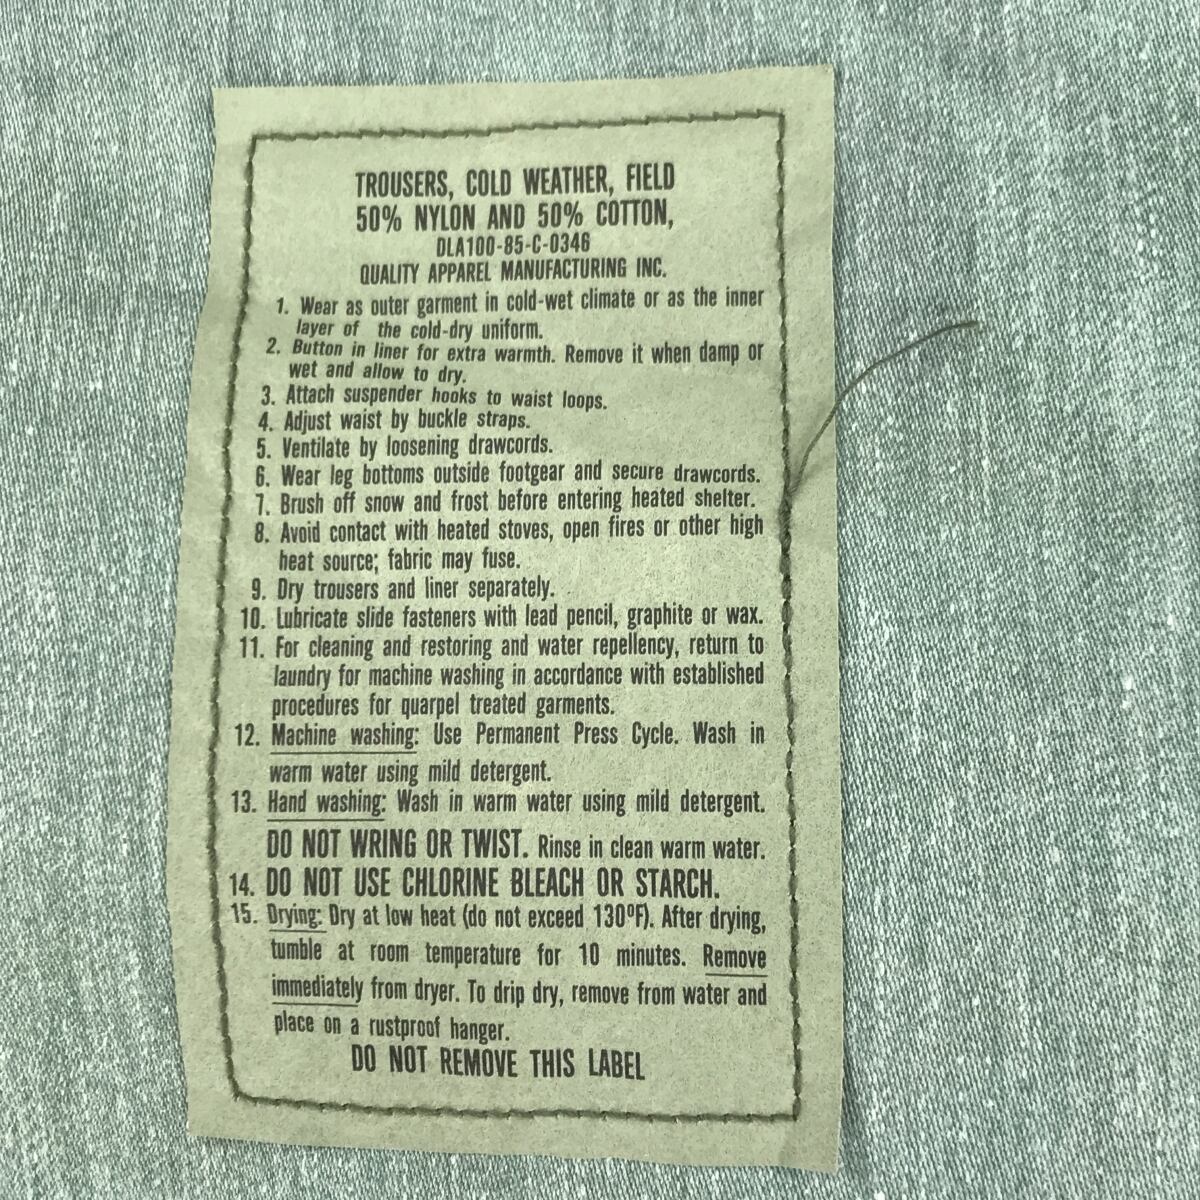 TROUSERS, COLD WEATHER, FIELD
50% NYLON AND 50% COTTON,
DLA100-85-C-0346
QUALITY APPAREL MANUFACTURING INC.
1. Wear as outer garment in cold-wet climate or as the inner
layer of the cold-dry uniform.
2. Button in liner for extra warmth. Remove it when damp or
wet and allow to dry.
3. Attach suspender hooks to waist loops.
4. Adjust waist by buckle straps.
5. Ventilate by loosening drawcords.
6. Wear leg bottoms outside footgear and secure drawcords.
7. Brush off snow and frost before entering heated shelter.
8. Avoid contact with heated stoves, open fires or other high
heat source; fabric may fuse.
9. Dry trousers and liner separately.
10. Lubricate slide fasteners with lead pencil, graphite or wax.
11. For cleaning and restoring and water repellency, return to
laundry for machine washing in accordance with established
procedures for quarpel treated garments.
12. Machine washing: Use Permanent Press Cycle. Wash in
warm water using mild detergent.
13. Hand washing: Wash in warm water using mild detergent.
DO NOT WRING OR TWIST. Rinse in clean warm water.
14. DO NOT USE CHLORINE BLEACH OR STARCH.
15. Drying: Dry at low heat (do not exceed 130ºF). After drying,
tumble at room temperature for 10 minutes. Remove
immediately from dryer. To drip dry, remove from water and
place on a rustproof hanger.
DO NOT REMOVE THIS LABEL